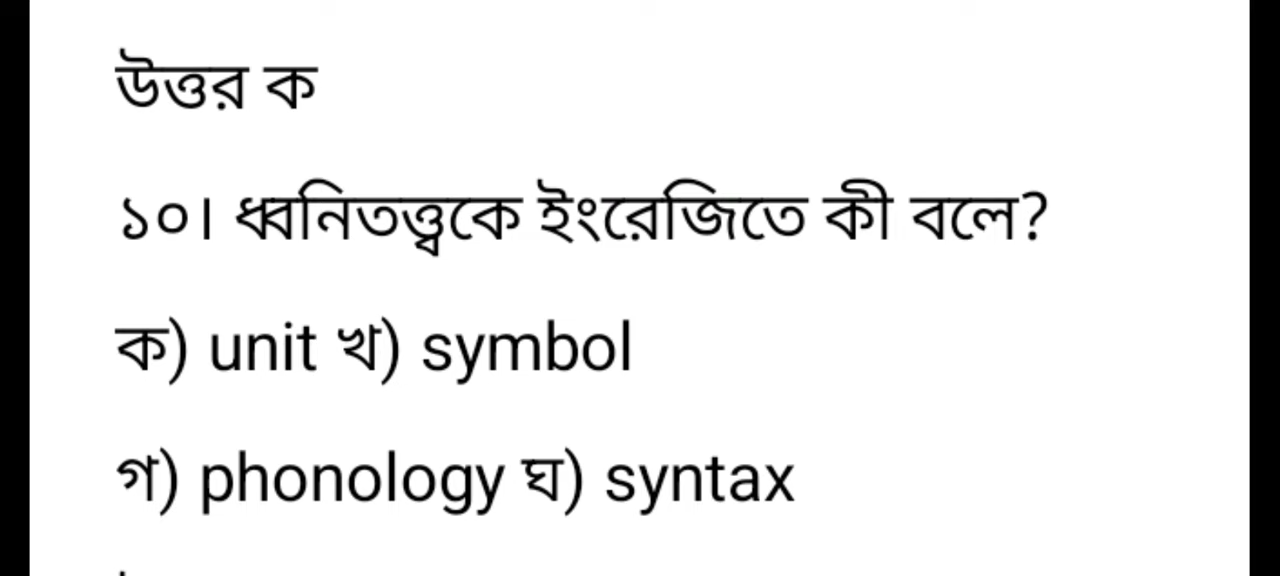 উত্তর ক
১০। ধ্বনিতত্ত্বকে ইংরেজিতে কী বলে?
ক) unit খ) symbol
গ) phonology ঘ) syntax